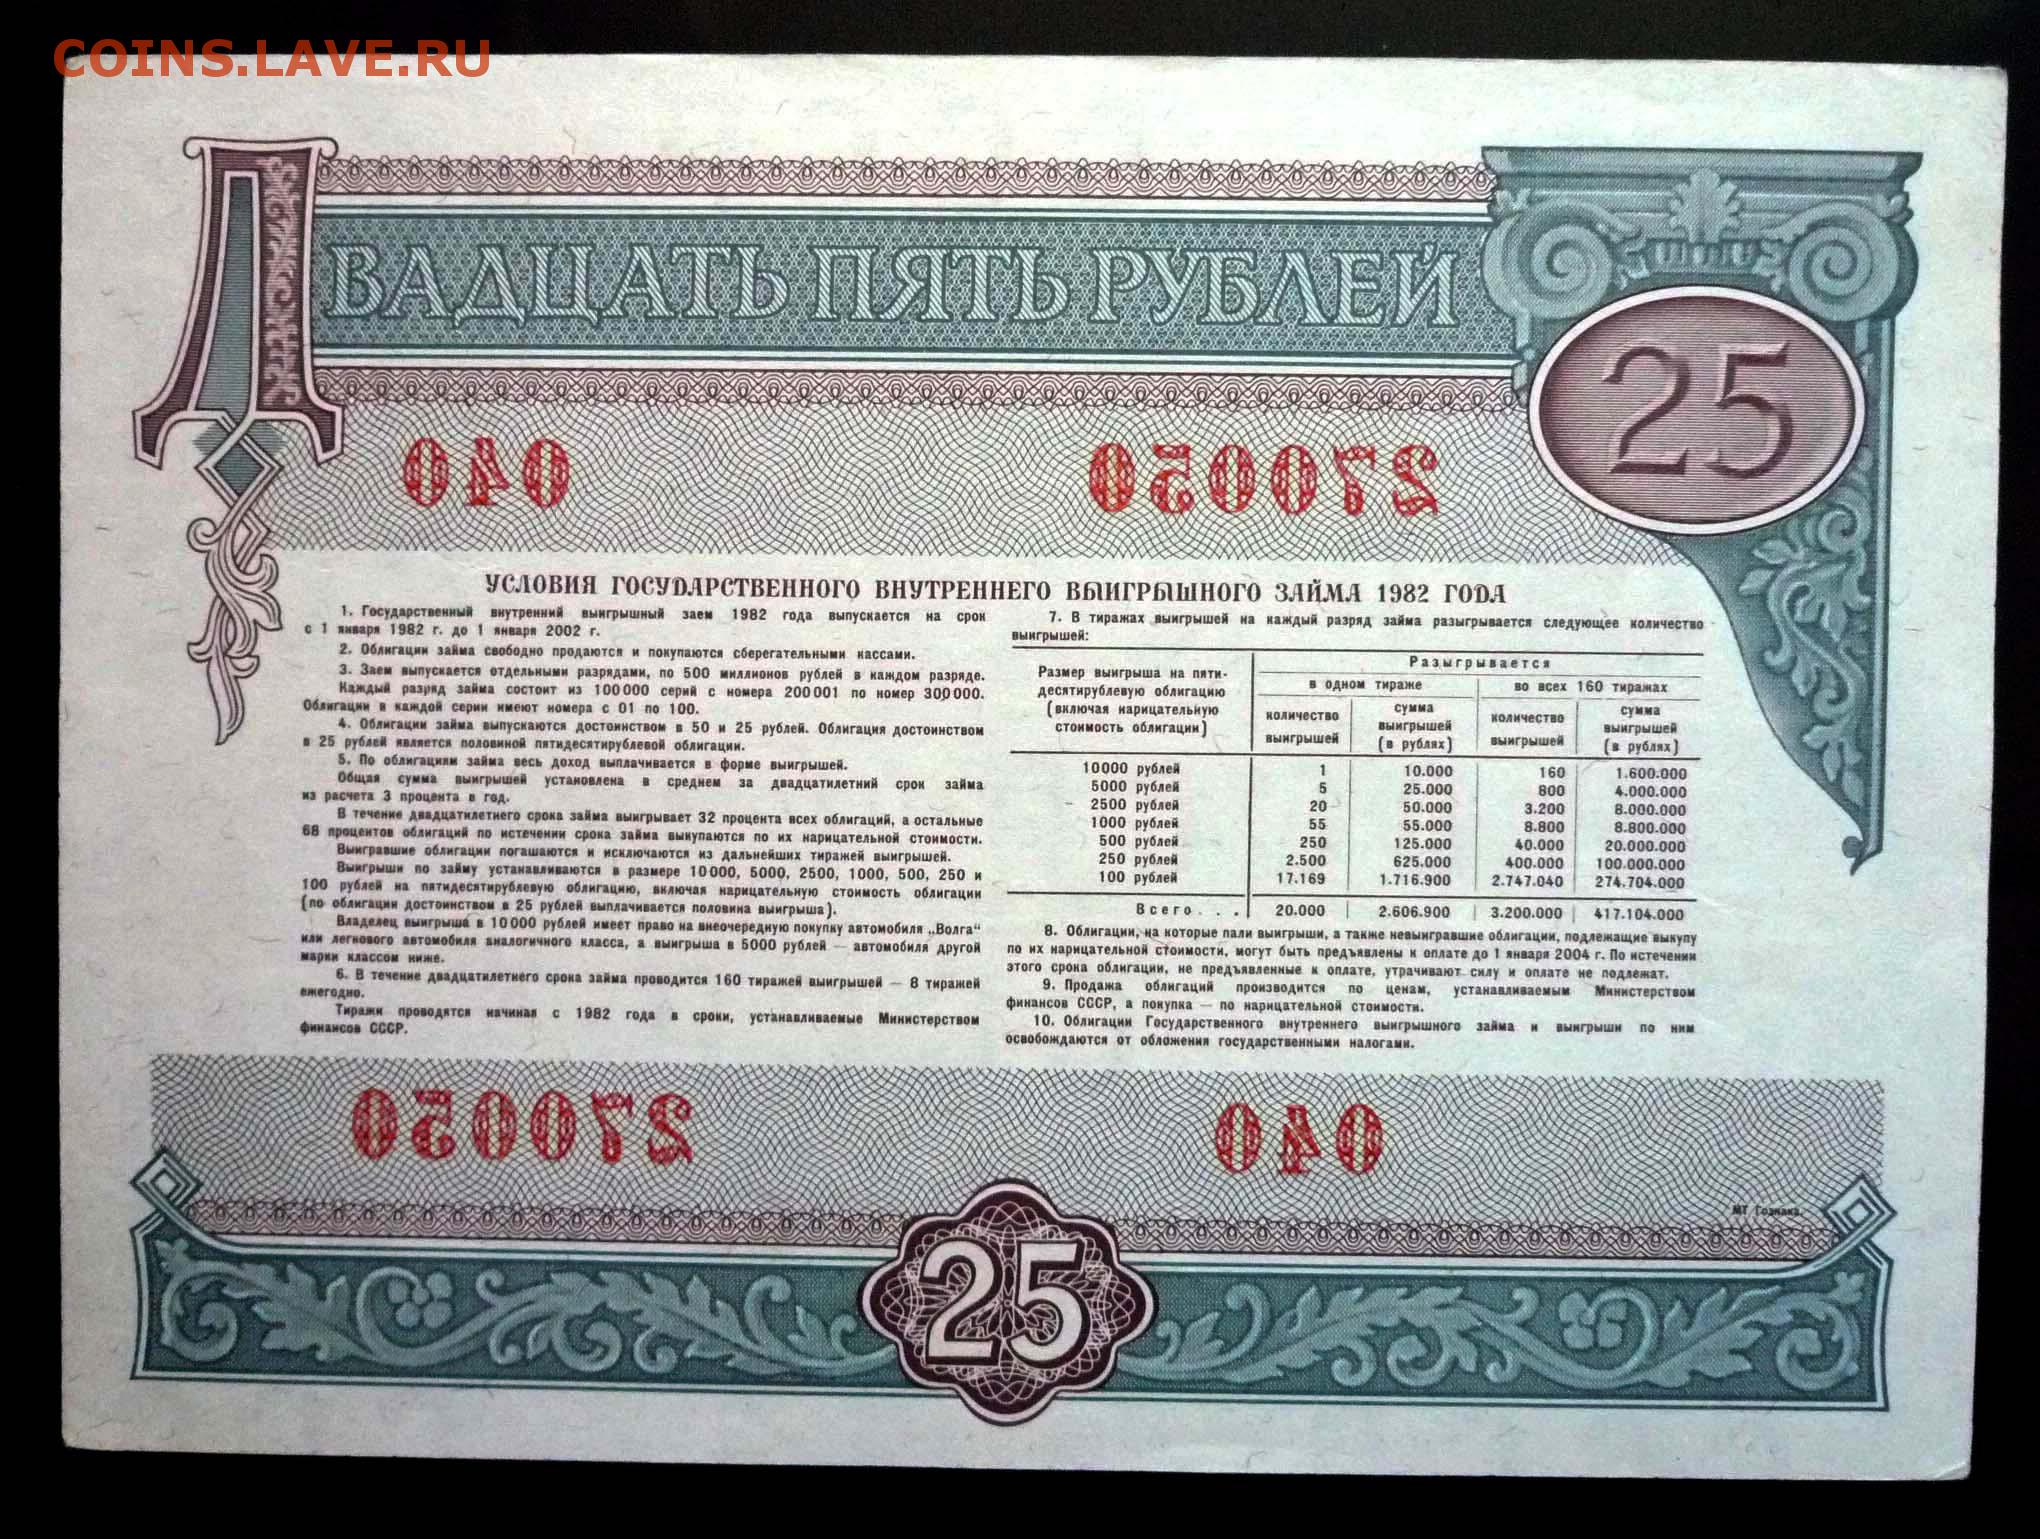 COINS.LAVE.RU
ДВАДЦАТЬ ПЯТЬ РУБЛЕЙ
25
040 270050
УСЛОВИЯ ГОСУДАРСТВЕННОГО ВНУТРЕННЕГО ВЫИГРЫШНОГО ЗАЙМА 1982 ГОДА
1. Государственный внутренний выигрышный заем 1982 года выпускается на срок
с 1 января 1982 г. до 1 января 2002 г.
2. Облигации займа свободно продаются и покупаются сберегательными кассами.
3. Заем выпускается отдельными разрядами, по 500 миллионов рублей в каждом разряде.
Каждый разряд займа состоит из 100000 серий с номера 200001 по номер 300000.
Облигации в каждой серии имеют номера с 01 по 100.
4. Облигации займа выпускаются достоинством в 50 и 25 рублей. Облигация достоинством
в 25 рублей является половиной пятидесятирублевой облигации.
5. По облигациям займа весь доход выплачивается в форме выигрышей.
Общая сумма выигрышей установлена в среднем за двадцатилетний срок займа
из расчета 3 процента в год.
В течение двадцатилетнего срока займа выигрывает 32 процента всех облигаций, а остальные
68 процентов облигаций по истечении срока займа выкупаются по их нарицательной стоимости.
Выигравшие облигации погашаются и исключаются из дальнейших тиражей выигрышей.
Выигрыши по займу устанавливаются в размере 10000, 5000, 2500, 1000, 500, 250 и
100 рублей на пятидесятирублевую облигацию, включая нарицательную стоимость облигации
(по облигации достоинством в 25 рублей выплачивается половина выигрыша).
Владелец выигрыша в 10000 рублей имеет право на внеочередную покупку автомобиля „Волга“
или легкового автомобиля аналогичного класса, а выигрыша в 5000 рублей — автомобиля другой
марки классом ниже.
6. В течение двадцатилетнего срока займа проводится 160 тиражей выигрышей — 8 тиражей
ежегодно.
Тиражи проводятся начиная с 1982 года в сроки, устанавливаемые Министерством
финансов СССР.
7. В тиражах выигрышей на каждый разряд займа разыгрывается следующее количество
выигрышей:
Размер выигрыша на пяти-
десятирублевую облигацию
(включая нарицательную
стоимость облигации)
Разыгрывается
в одном тираже во всех 160 тиражах
количество выигрышей сумма выигрышей (в рублях) количество выигрышей сумма выигрышей (в рублях)
10000 рублей 1 10.000 160 1.600.000
5000 рублей 5 25.000 800 4.000.000
2500 рублей 20 50.000 3.200 8.000.000
1000 рублей 55 55.000 8.800 8.800.000
500 рублей 250 125.000 40.000 20.000.000
250 рублей 2.500 625.000 400.000 100.000.000
100 рублей 17.169 1.716.900 2.747.040 274.704.000
Всего... 20.000 2.606.900 3.200.000 417.104.000
8. Облигации, на которые пали выигрыши, а также невыигравшие облигации, подлежащие выкупу
по их нарицательной стоимости, могут быть предъявлены к оплате до 1 января 2004 г. По истечении
этого срока облигации, не предъявленные к оплате, утрачивают силу и оплате не подлежат.
9. Продажа облигаций производится по ценам, устанавливаемым Министерством
финансов СССР, а покупка — по нарицательной стоимости.
10. Облигации Государственного внутреннего выигрышного займа и выигрыши по ним
освобождаются от обложения государственными налогами.
270050 040
МТ Гознака.
25